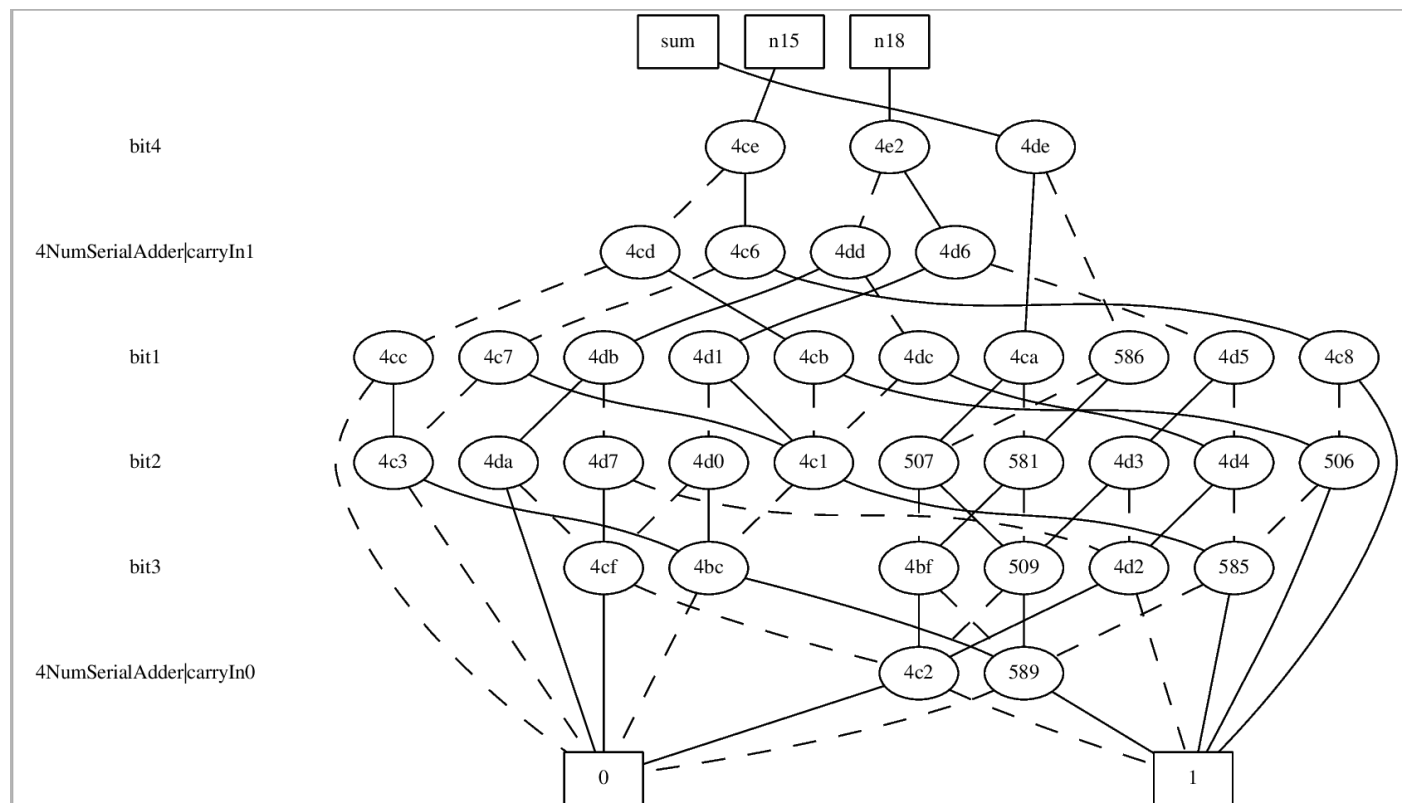 sum n15 n18
bit4 4ce 4e2 4de
4NumSerialAdder|carryIn1 4cd 4c6 4dd 4d6
bit1 4cc 4c7 4db 4d1 4cb 4dc 4ca 586 4d5 4c8
bit2 4c3 4da 4d7 4d0 4c1 507 581 4d3 4d4 506
bit3 4cf 4bc 4bf 509 4d2 585
4NumSerialAdder|carryIn0 4c2 589
0 1